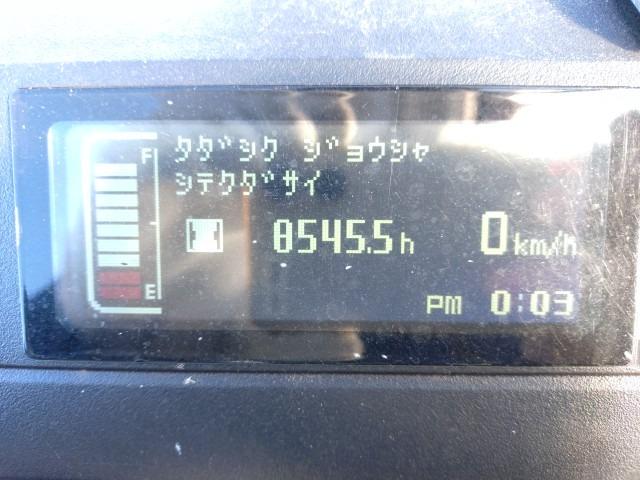 F
タダシク ジョウシャ
シテクダサイ
8545.5h 0km/h
E
PM 0:03